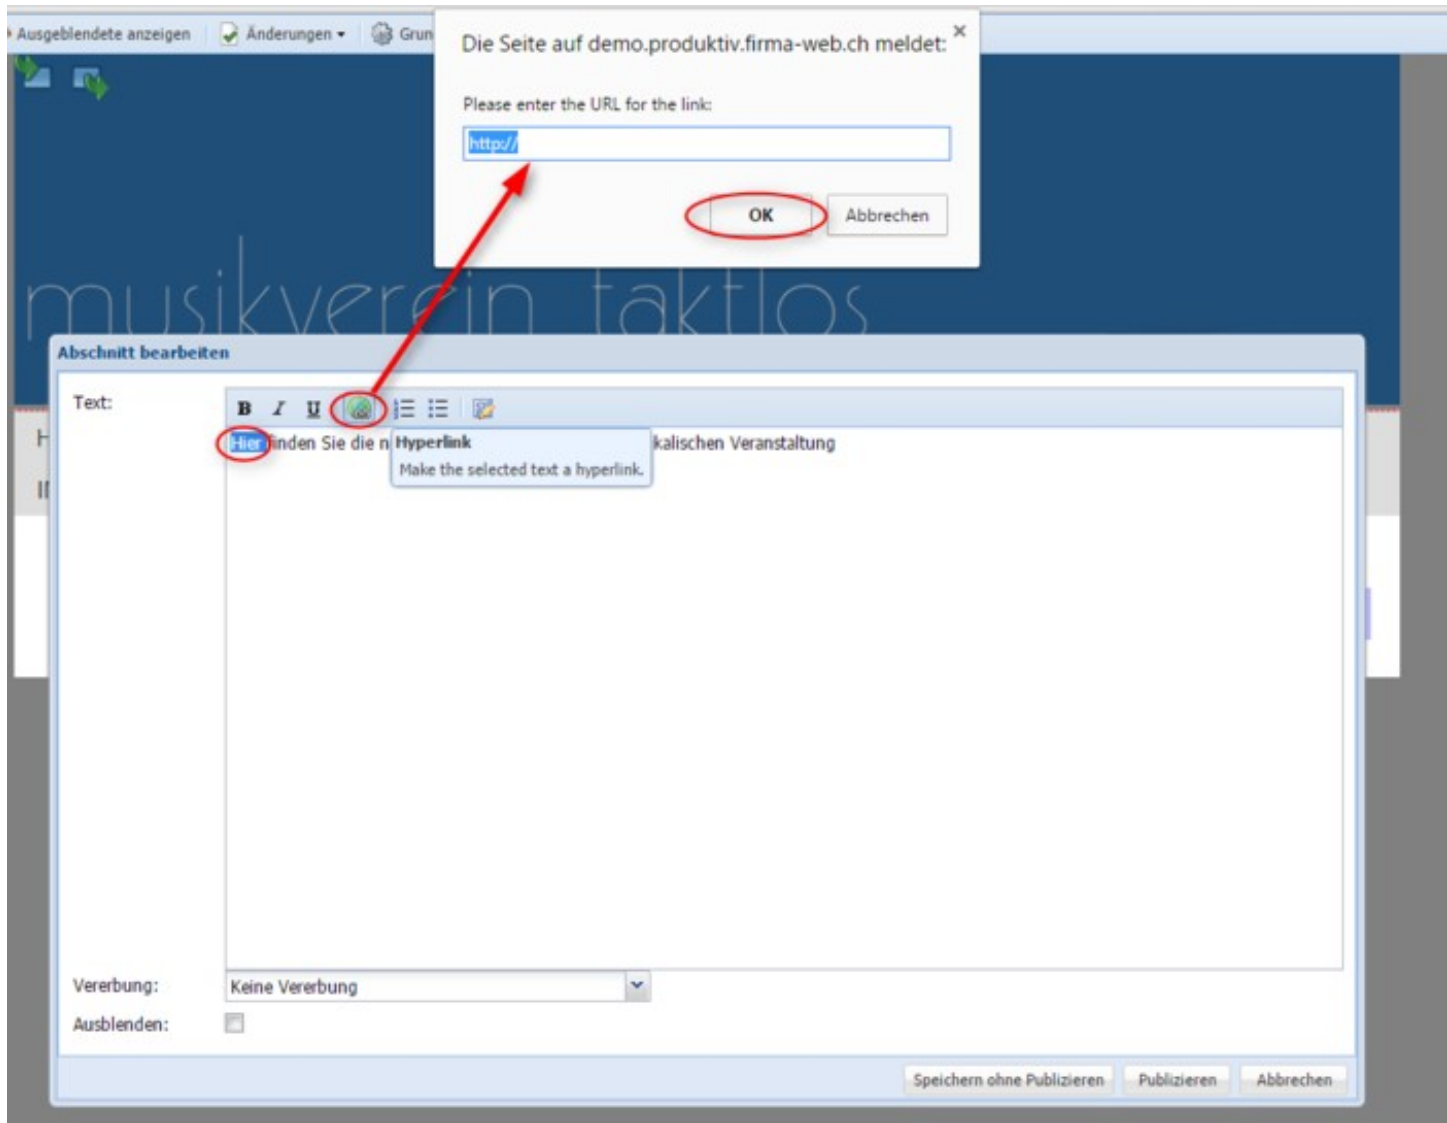 Ausgeblendete anzeigen Änderungen Grun
Die Seite auf demo.produktiv.firma-web.ch meldet: ×
Please enter the URL for the link:
http://
OK Abbrechen
musikverein taktlos
Abschnitt bearbeiten
Text:
B I U
H
Hier finden Sie die n kalischen Veranstaltung
Hyperlink
Make the selected text a hyperlink.
Vererbung: Keine Vererbung
Ausblenden:
Speichern ohne Publizieren Publizieren Abbrechen